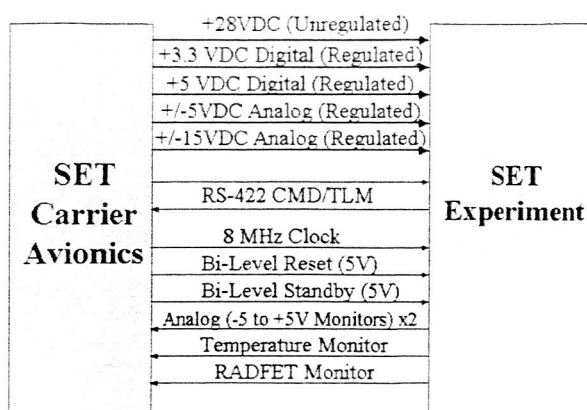 +28VDC (Unregulated)
+3.3 VDC Digital (Regulated)
+5 VDC Digital (Regulated)
+/-5VDC Analog (Regulated)
+/-15VDC Analog (Regulated)
SET
Carrier
Avionics
SET
Experiment
RS-422 CMD/TLM
8 MHz Clock
Bi-Level Reset (5V)
Bi-Level Standby (5V)
Analog (-5 to +5V Monitors) x2
Temperature Monitor
RADFET Monitor